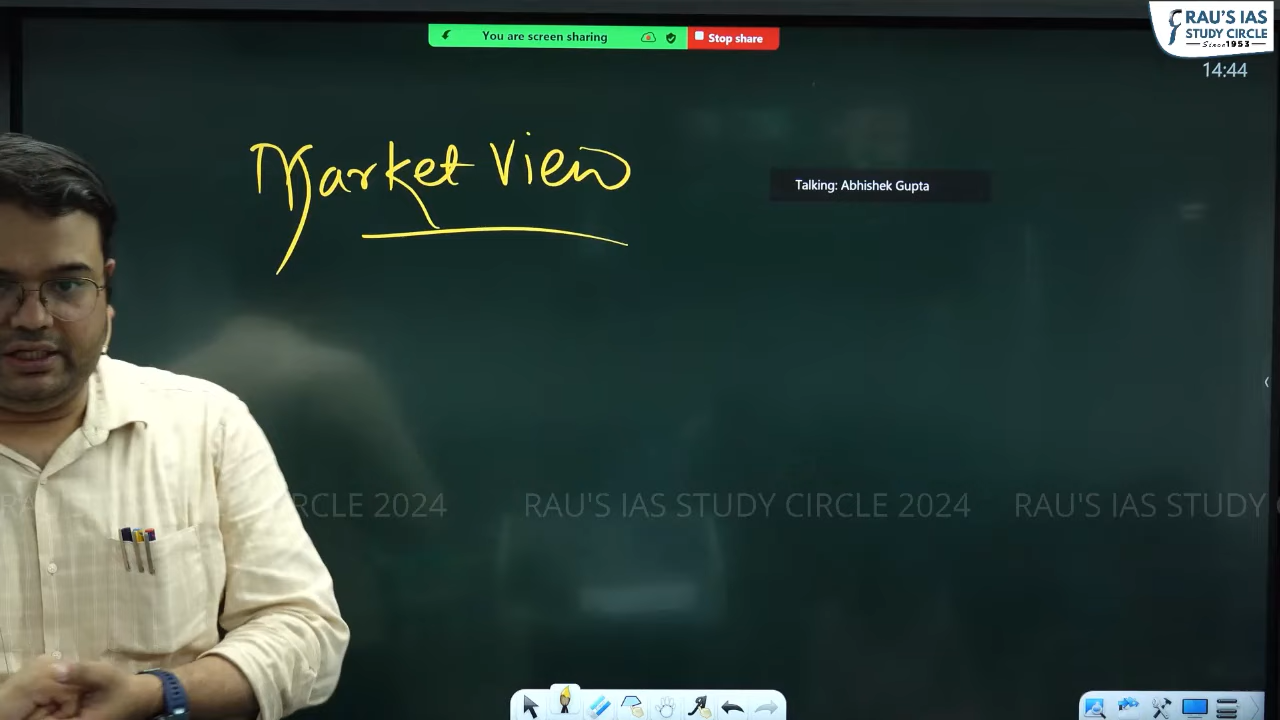 You are screen sharing Stop share
RAU'S IAS
STUDY CIRCLE
Since 1953
14:44
Market View
Talking: Abhishek Gupta
RCLE 2024 RAU'S IAS STUDY CIRCLE 2024 RAU'S IAS STUDY